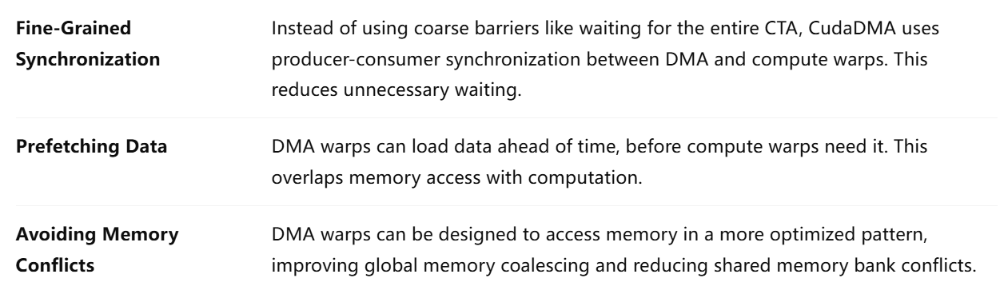 Fine-Grained
Synchronization
Instead of using coarse barriers like waiting for the entire CTA, CudaDMA uses
producer-consumer synchronization between DMA and compute warps. This
reduces unnecessary waiting.
Prefetching Data
DMA warps can load data ahead of time, before compute warps need it. This
overlaps memory access with computation.
Avoiding Memory
Conflicts
DMA warps can be designed to access memory in a more optimized pattern,
improving global memory coalescing and reducing shared memory bank conflicts.